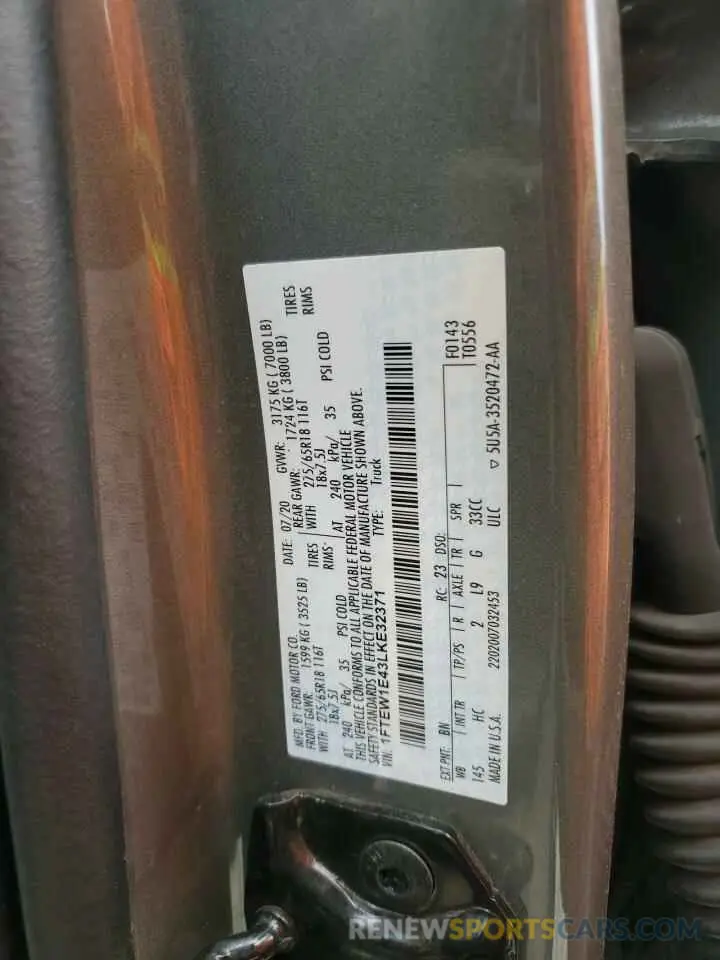 MFD. BY FORD MOTOR CO.
DATE: 07/20 GVWR: 3175 KG ( 7000 LB)
FRONT GAWR: 1599 KG ( 3525 LB) REAR GAWR: 1724 KG ( 3800 LB)
WITH 275/65R18 116T TIRES WITH 275/65R18 116T TIRES
18x7.5J RIMS 18x7.5J RIMS
AT 240 kPa/ 35 PSI COLD AT 240 kPa/ 35 PSI COLD
THIS VEHICLE CONFORMS TO ALL APPLICABLE FEDERAL MOTOR VEHICLE
SAFETY STANDARDS IN EFFECT ON THE DATE OF MANUFACTURE SHOWN ABOVE.
VIN: 1FTEW1E43LKE32371 TYPE: Truck
F0143
T0556
EXT PNT: BN RC: 23 DSO:
WB INT TR TP/PS R AXLE TR SPR
145 HC 2 L9 G 33CC
MADE IN U.S.A. 2202007032453 ULC ▽ 5U5A-3520472-AA
RENEWSPORTSCARS.COM